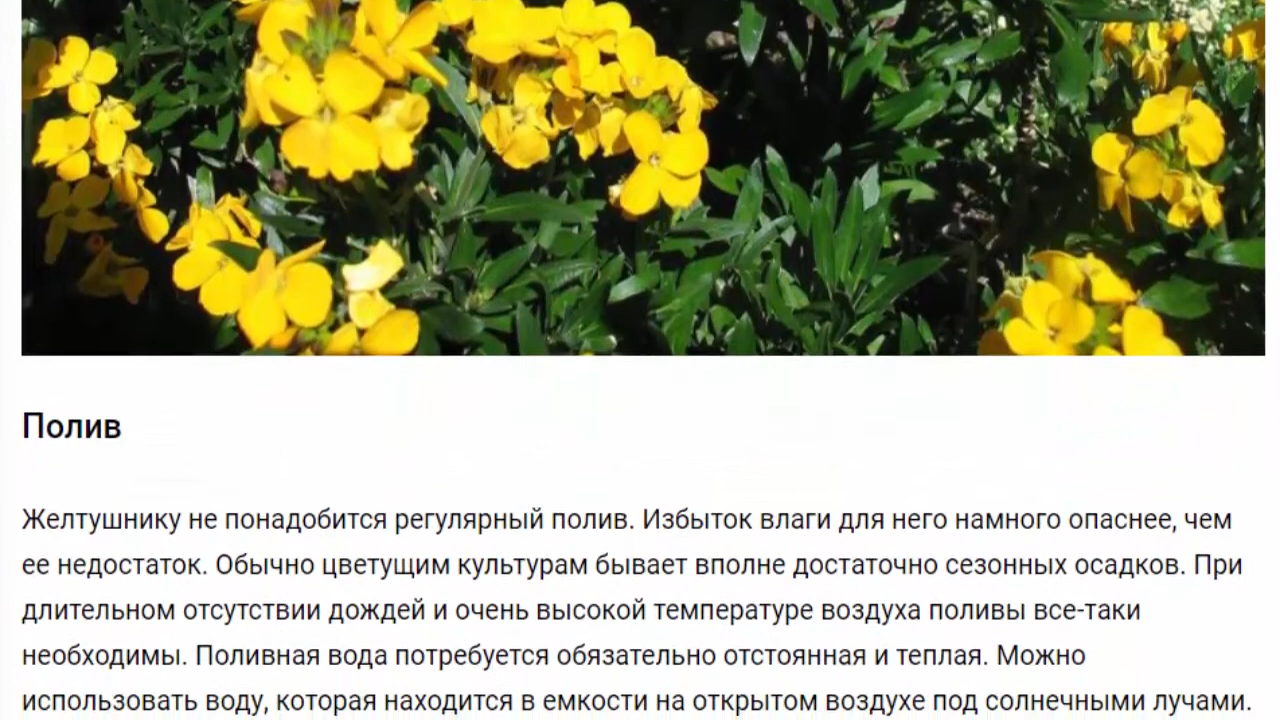 Полив
Желтушнику не понадобится регулярный полив. Избыток влаги для него намного опаснее, чем
ее недостаток. Обычно цветущим культурам бывает вполне достаточно сезонных осадков. При
длительном отсутствии дождей и очень высокой температуре воздуха поливы все-таки
необходимы. Поливная вода потребуется обязательно отстоянная и теплая. Можно
использовать воду, которая находится в емкости на открытом воздухе под солнечными лучами.